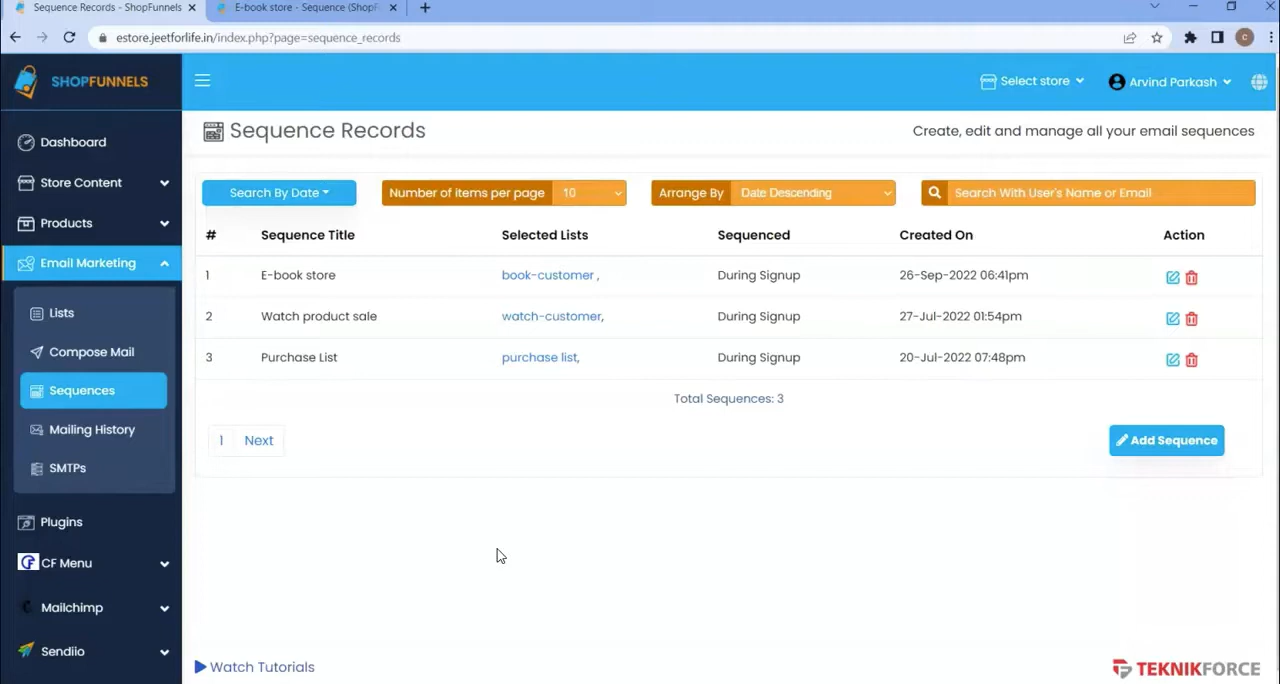 Sequence Records - ShopFunnels
E-book store - Sequence (ShopF
estore.jeetforlife.in/index.php?page=sequence_records
C
SHOPFUNNELS
Select store
Arvind Parkash
Dashboard
Store Content
Products
Email Marketing
Lists
Compose Mail
Sequences
Mailing History
SMTPs
Plugins
CF Menu
Mailchimp
Sendiio
Sequence Records
Create, edit and manage all your email sequences
Search By Date
Number of items per page 10
Arrange By Date Descending
Search With User's Name or Email
# Sequence Title Selected Lists Sequenced Created On Action
1 E-book store book-customer , During Signup 26-Sep-2022 06:41pm
2 Watch product sale watch-customer, During Signup 27-Jul-2022 01:54pm
3 Purchase List purchase list, During Signup 20-Jul-2022 07:48pm
Total Sequences: 3
1 Next
Add Sequence
Watch Tutorials
TEKNIKFORCE